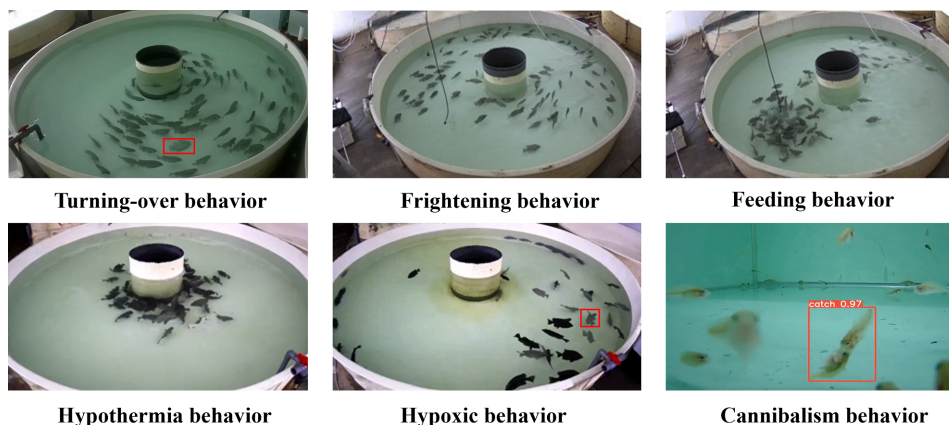 Turning-over behavior
Frightening behavior
Feeding behavior
catch 0.97
Hypothermia behavior
Hypoxic behavior
Cannibalism behavior